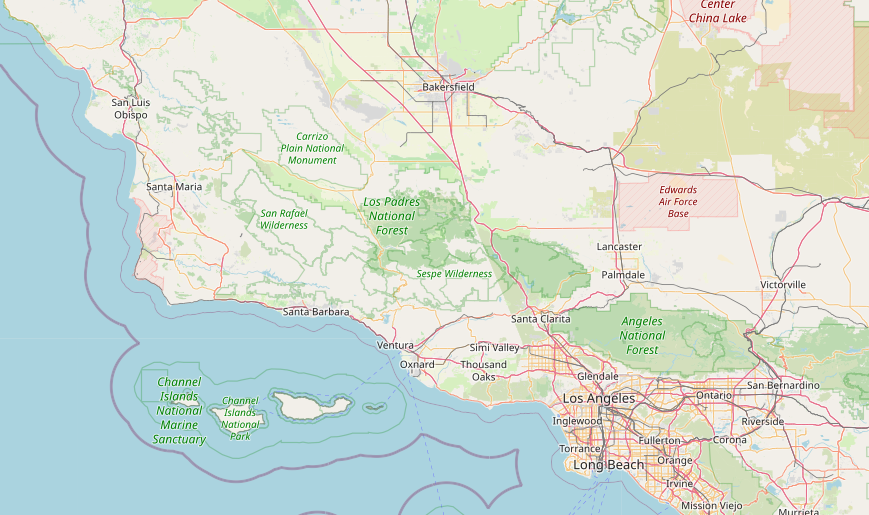 Center
China Lake
Bakersfield
San Luis
Obispo
Carrizo
Plain National
Monument
Santa Maria
Edwards
Air Force
Base
Los Padres
National
Forest
San Rafael
Wilderness
Lancaster
Sespe Wilderness
Palmdale
Victorville
Santa Barbara
Santa Clarita
Angeles
National
Forest
Ventura
Simi Valley
Oxnard
Thousand
Oaks
Glendale
Channel
Islands
National
Marine
Sanctuary
Channel
Islands
National
Park
San Bernardino
Los Angeles
Ontario
Inglewood
Riverside
Fullerton
Corona
Torrance
Orange
Long Beach
Irvine
Mission Viejo
Murrieta